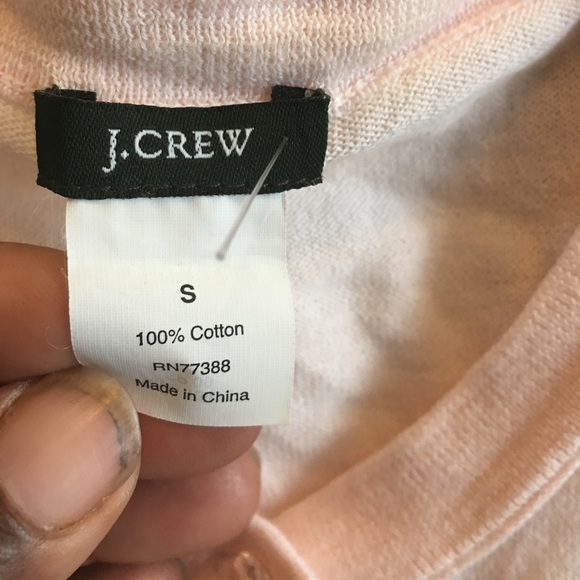 J.CREW
S
100% Cotton
RN77388
Made in China